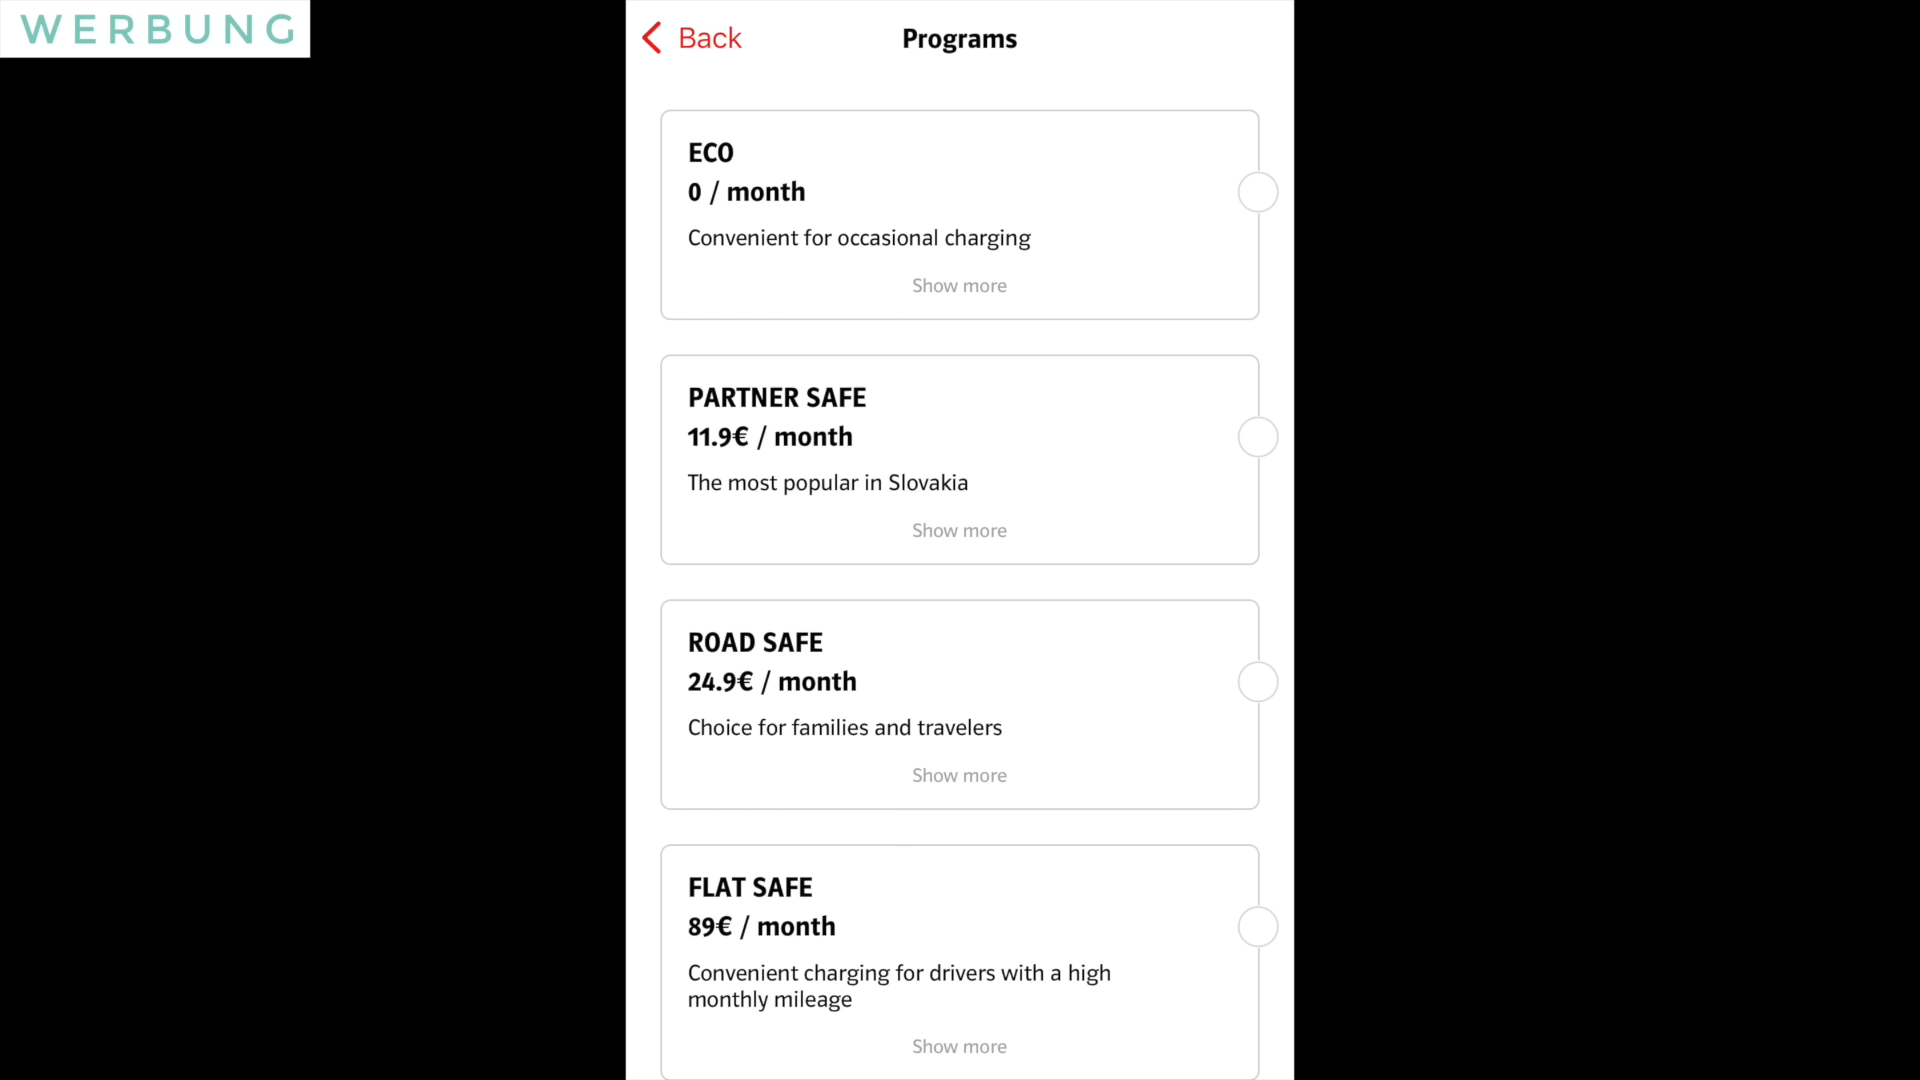 WERBUNG
Back
Programs
ECO
0 / month
Convenient for occasional charging
Show more
PARTNER SAFE
11.9€ / month
The most popular in Slovakia
Show more
ROAD SAFE
24.9€ / month
Choice for families and travelers
Show more
FLAT SAFE
89€ / month
Convenient charging for drivers with a high
monthly mileage
Show more